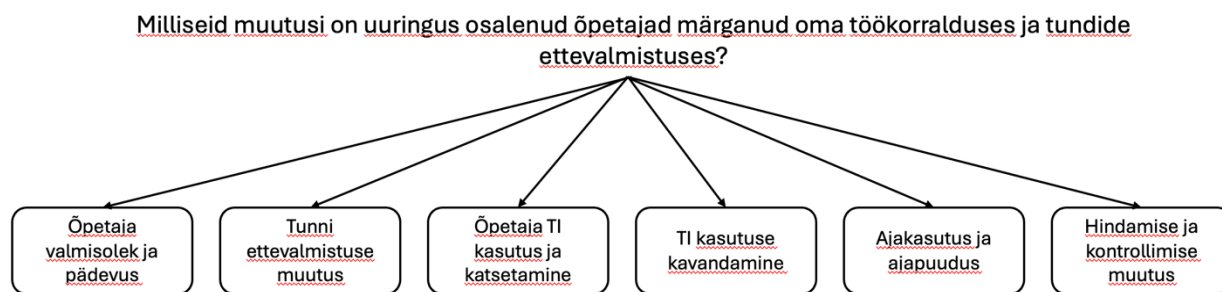 Milliseid muutusi on uuringus osalenud õpetajad märganud oma töökorralduses ja tundide
ettevalmistuses?
Õpetaja
valmisolek ja
pädevus
Tunni
ettevalmistuse
muutus
Õpetaja TI
kasutus ja
katsetamine
TI kasutuse
kavandamine
Ajakasutus ja
ajapuudus
Hindamise ja
kontrollimise
muutus